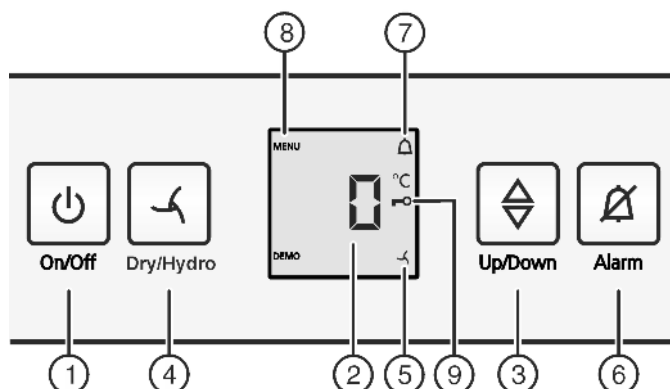 8 7
MENU
°C
0
DEMO
On/Off Dry/Hydro Up/Down Alarm
1 4 2 5 9 3 6